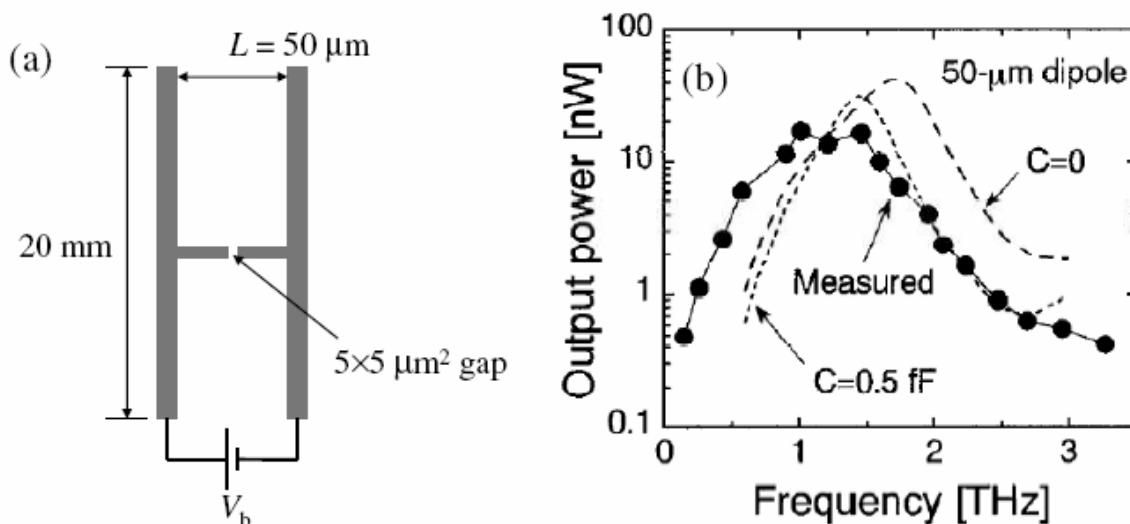 (a)
L = 50 μm
20 mm
5×5 μm² gap
V_b
(b)
50-μm dipole
C=0
Measured
C=0.5 fF
Output power [nW]
100
10
1
0.1
0 1 2 3
Frequency [THz]